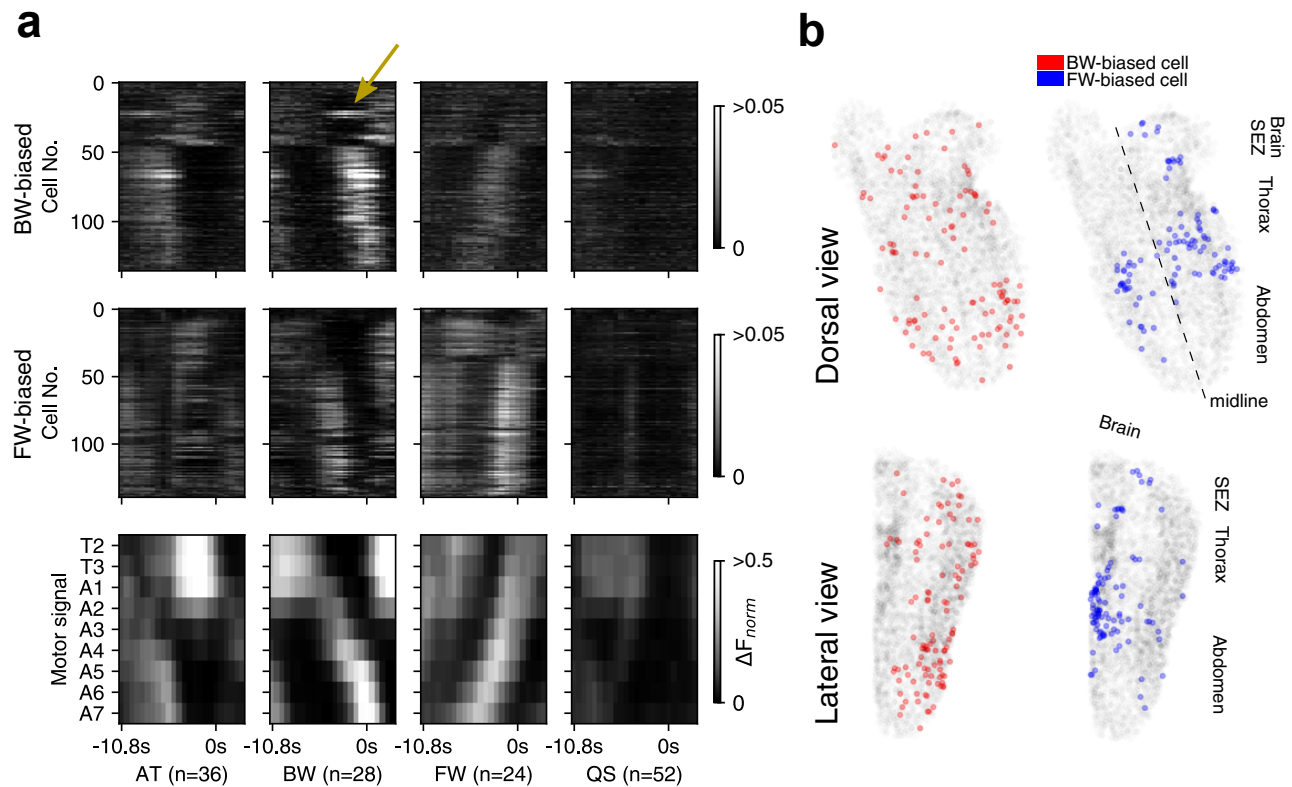 a
b
BW-biased cell
FW-biased cell
0
50
100
BW-biased
Cell No.
>0.05
0
0
50
100
FW-biased
Cell No.
>0.05
0
T2
T3
A1
A2
A3
A4
A5
A6
A7
Motor signal
>0.5
0
ΔFnorm
-10.8s 0s
-10.8s 0s
-10.8s 0s
-10.8s 0s
AT (n=36)
BW (n=28)
FW (n=24)
QS (n=52)
Dorsal view
Brain
SEZ
Thorax
Abdomen
midline
Lateral view
Brain
SEZ
Thorax
Abdomen